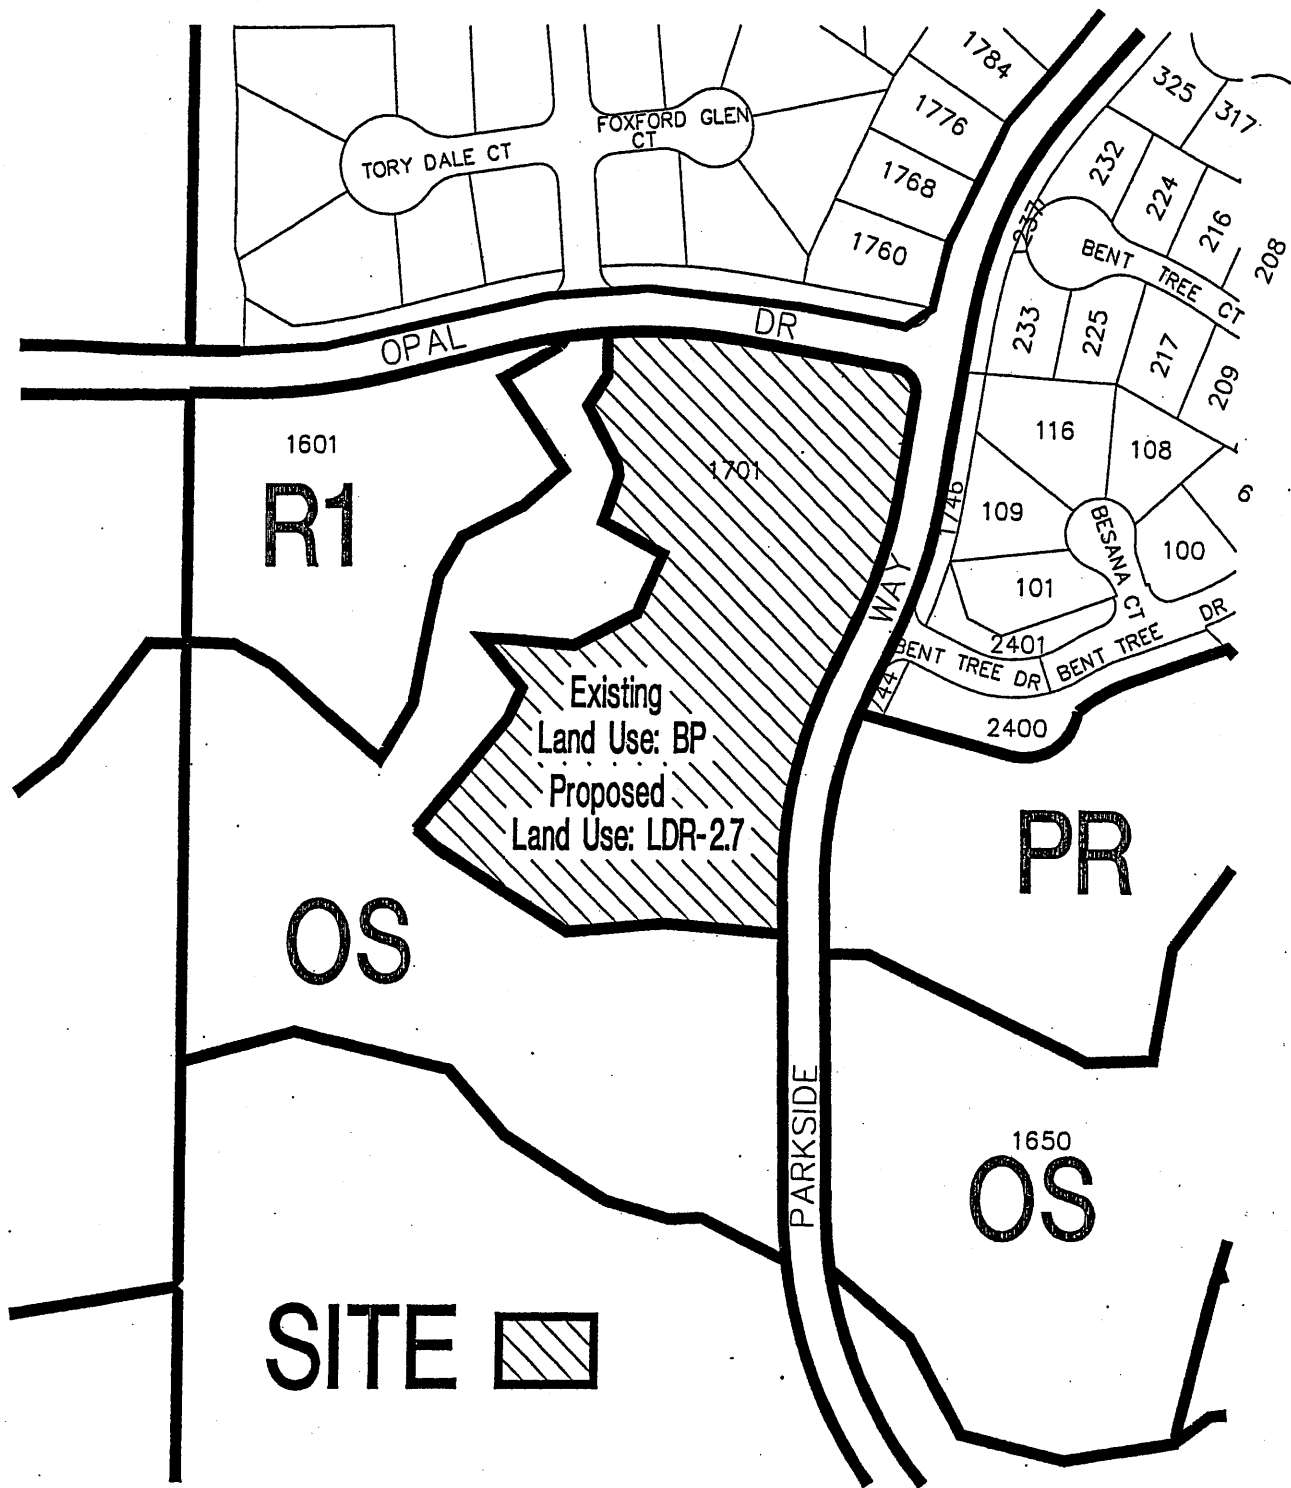 1784
325
317
1776
FOXFORD GLEN
CT
TORY DALE CT
232
1768
224
216
237
208
1760
BENT TREE CT
233
225
217
209
OPAL DR
1601
R1
1701
116
108
6
1746
109
BESANA CT
100
101
WAY
2401
BENT TREE DR
BENT TREE DR
2400
Existing
Land Use: BP
Proposed
Land Use: LDR-2.7
PR
OS
PARKSIDE
1650
OS
SITE